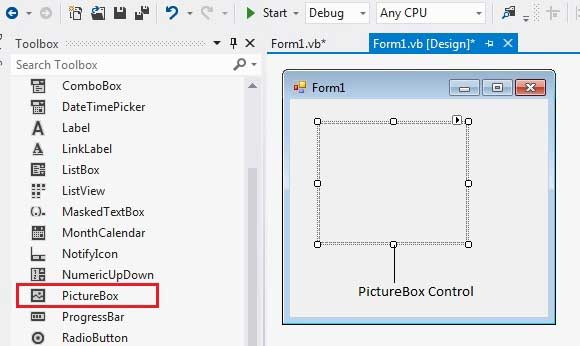 Start Debug Any CPU
Toolbox
Search Toolbox
ComboBox
DateTimePicker
Label
LinkLabel
ListBox
ListView
MaskedTextBox
MonthCalendar
NotifyIcon
NumericUpDown
PictureBox
ProgressBar
RadioButton
Form1.vb* Form1.vb [Design]*
Form1
PictureBox Control